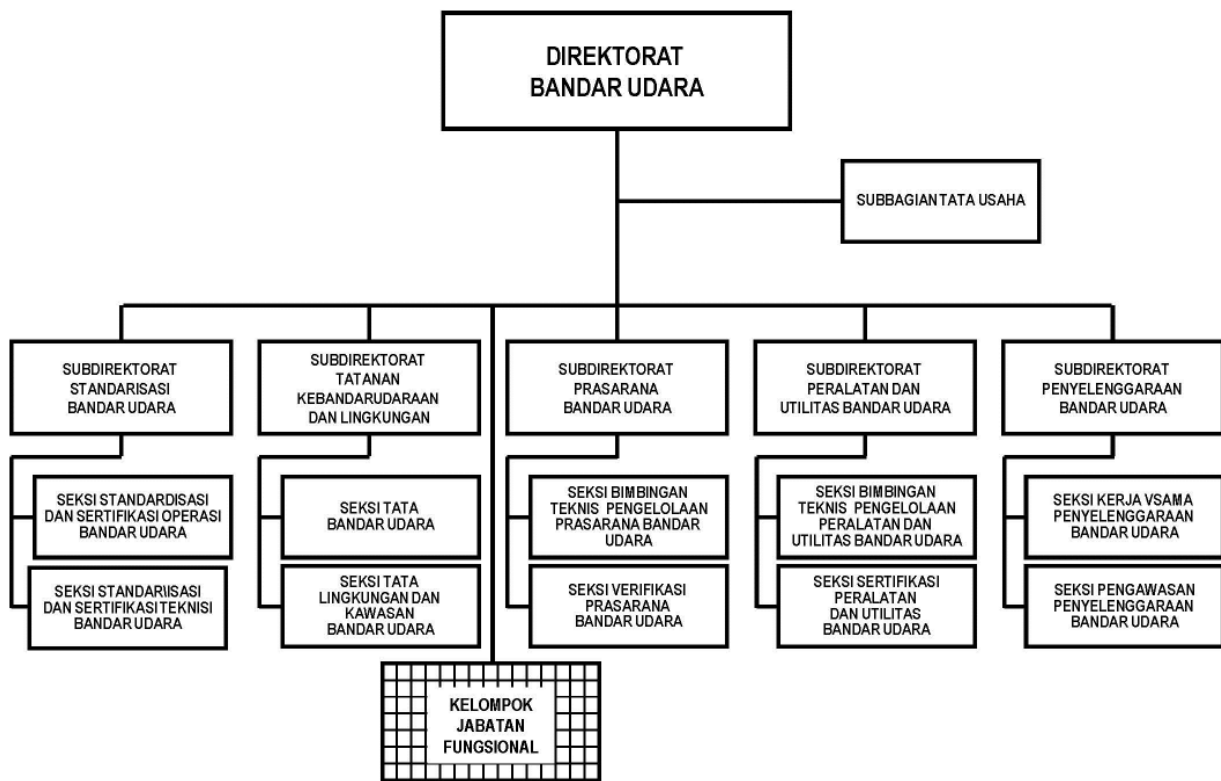 DIREKTORAT
BANDAR UDARA
SUBBAGIAN TATA USAHA
SUBDIREKTORAT
STANDARISASI
BANDAR UDARA
SUBDIREKTORAT
TATANAN
KEBANDARUDARAAN
DAN LINGKUNGAN
SUBDIREKTORAT
PRASARANA
BANDAR UDARA
SUBDIREKTORAT
PERALATAN DAN
UTILITAS BANDAR UDARA
SUBDIREKTORAT
PENYELENGGARAAN
BANDAR UDARA
SEKSI STANDARDISASI
DAN SERTIFIKASI OPERASI
BANDAR UDARA
SEKSI TATA
BANDAR UDARA
SEKSI BIMBINGAN
TEKNIS PENGELOLAAN
PRASARANA BANDAR
UDARA
SEKSI BIMBINGAN
TEKNIS PENGELOLAAN
PERALATAN DAN
UTILITAS BANDAR UDARA
SEKSI KERJA VSAMA
PENYELENGGARAAN
BANDAR UDARA
SEKSI STANDARIISASI
DAN SERTIFIKASI TEKNISI
BANDAR UDARA
SEKSI TATA
LINGKUNGAN DAN
KAWASAN
BANDAR UDARA
SEKSI VERIFIKASI
PRASARANA
BANDAR UDARA
SEKSI SERTIFIKASI
PERALATAN
DAN UTILITAS
BANDAR UDARA
SEKSI PENGAWASAN
PENYELENGGARAAN
BANDAR UDARA
KELOMPOK
JABATAN
FUNGSIONAL